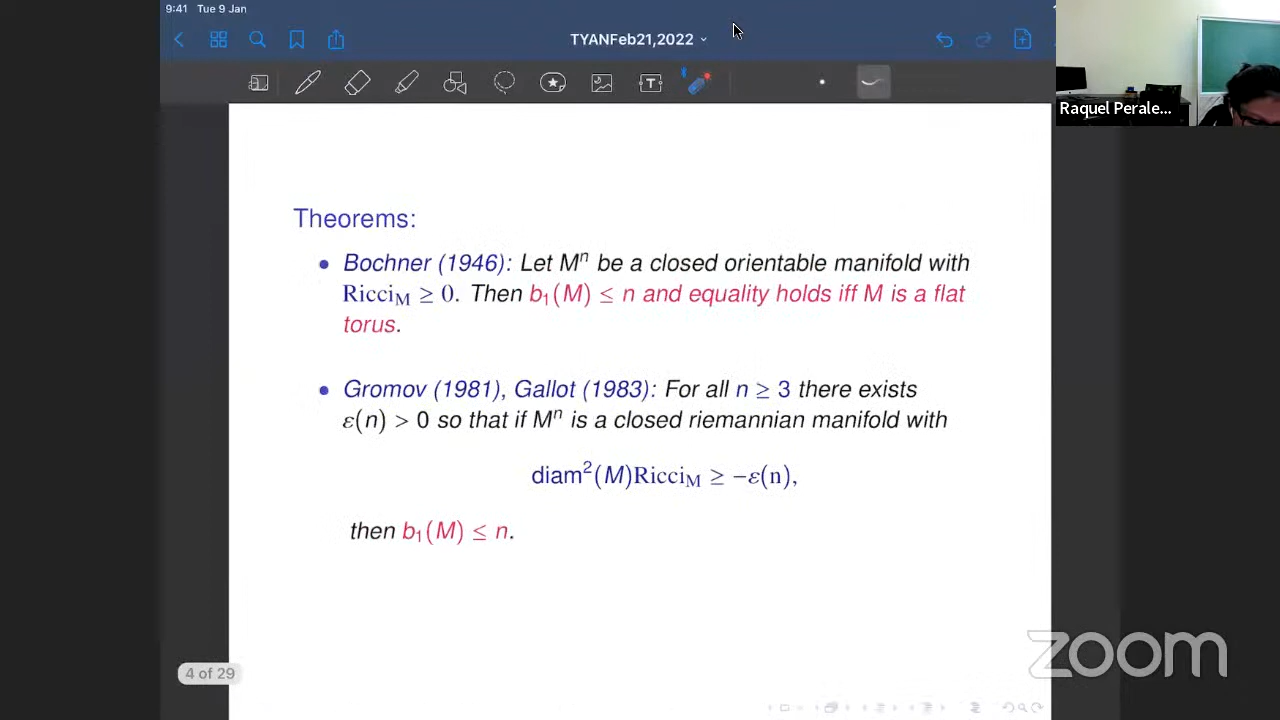 9:41 Tue 9 Jan
TYANFeb21,2022
Raquel Perale...
Theorems:
• Bochner (1946): Let Mⁿ be a closed orientable manifold with
Ricci_M ≥ 0. Then b₁(M) ≤ n and equality holds iff M is a flat
torus.
• Gromov (1981), Gallot (1983): For all n ≥ 3 there exists
ε(n) > 0 so that if Mⁿ is a closed riemannian manifold with
diam²(M)Ricci_M ≥ −ε(n),
then b₁(M) ≤ n.
zoom
4 of 29